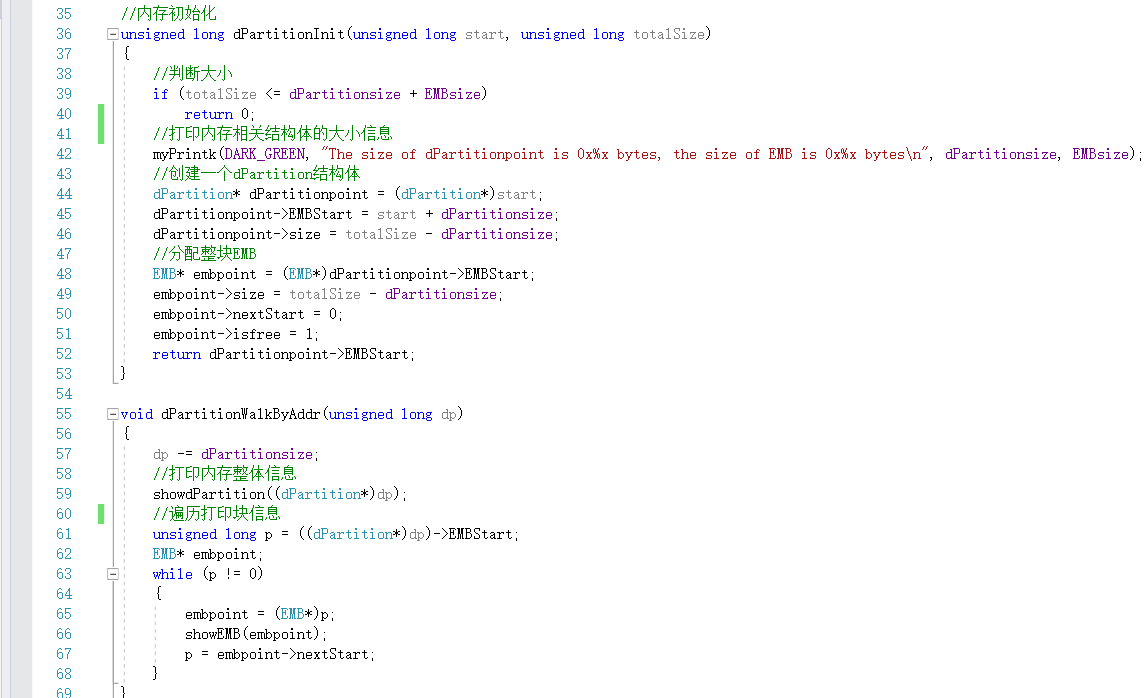 35 //内存初始化
36 unsigned long dPartitionInit(unsigned long start, unsigned long totalSize)
37 {
38 //判断大小
39 if (totalSize <= dPartitionsize + EMBsize)
40 return 0;
41 //打印内存相关结构体的大小信息
42 myPrintk(DARK_GREEN, "The size of dPartitionpoint is 0x%x bytes, the size of EMB is 0x%x bytes\n", dPartitionsize, EMBsize);
43 //创建一个dPartition结构体
44 dPartition* dPartitionpoint = (dPartition*)start;
45 dPartitionpoint->EMBStart = start + dPartitionsize;
46 dPartitionpoint->size = totalSize - dPartitionsize;
47 //分配整块EMB
48 EMB* embpoint = (EMB*)dPartitionpoint->EMBStart;
49 embpoint->size = totalSize - dPartitionsize;
50 embpoint->nextStart = 0;
51 embpoint->isfree = 1;
52 return dPartitionpoint->EMBStart;
53 }
54
55 void dPartitionWalkByAddr(unsigned long dp)
56 {
57 dp -= dPartitionsize;
58 //打印内存整体信息
59 showdPartition((dPartition*)dp);
60 //遍历打印块信息
61 unsigned long p = ((dPartition*)dp)->EMBStart;
62 EMB* embpoint;
63 while (p != 0)
64 {
65 embpoint = (EMB*)p;
66 showEMB(embpoint);
67 p = embpoint->nextStart;
68 }
69 }